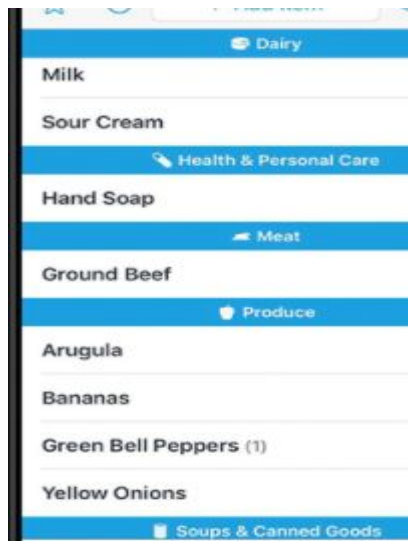 Dairy
Milk
Sour Cream
Health & Personal Care
Hand Soap
Meat
Ground Beef
Produce
Arugula
Bananas
Green Bell Peppers (1)
Yellow Onions
Soups & Canned Goods